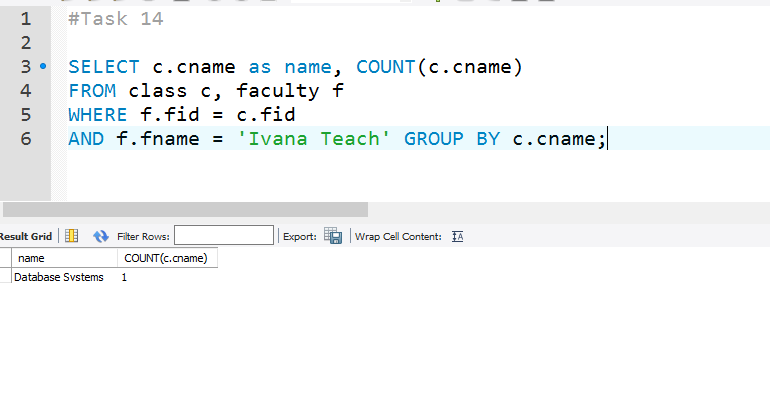 1 #Task 14
2
3 SELECT c.cname as name, COUNT(c.cname)
4 FROM class c, faculty f
5 WHERE f.fid = c.fid
6 AND f.fname = 'Ivana Teach' GROUP BY c.cname;
Result Grid Filter Rows: Export: Wrap Cell Content: IA
name COUNT(c.cname)
Database Systems 1